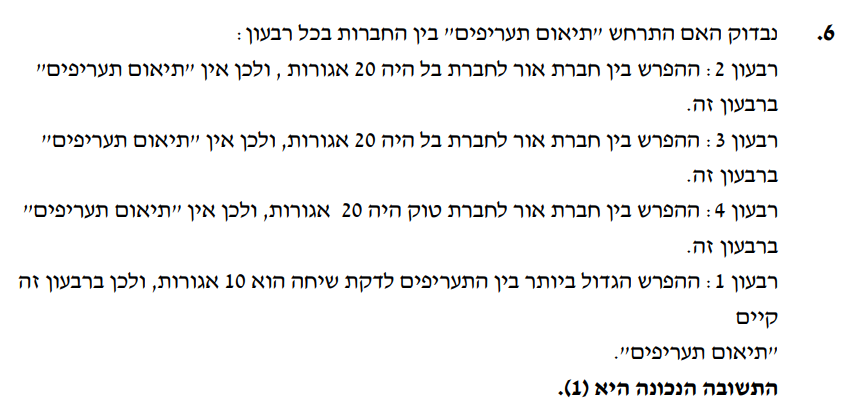 6. נבדוק האם התרחש "תיאום תעריפים" בין החברות בכל רבעון:
רבעון 2: ההפרש בין חברת אור לחברת בל היה 20 אגורות , ולכן אין "תיאום תעריפים"
ברבעון זה.
רבעון 3: ההפרש בין חברת אור לחברת בל היה 20 אגורות, ולכן אין "תיאום תעריפים"
ברבעון זה.
רבעון 4: ההפרש בין חברת אור לחברת טוק היה 20 אגורות, ולכן אין "תיאום תעריפים"
ברבעון זה.
רבעון 1: ההפרש הגדול ביותר בין התעריפים לדקת שיחה הוא 10 אגורות, ולכן ברבעון זה
קיים
"תיאום תעריפים".
התשובה הנכונה היא (1).